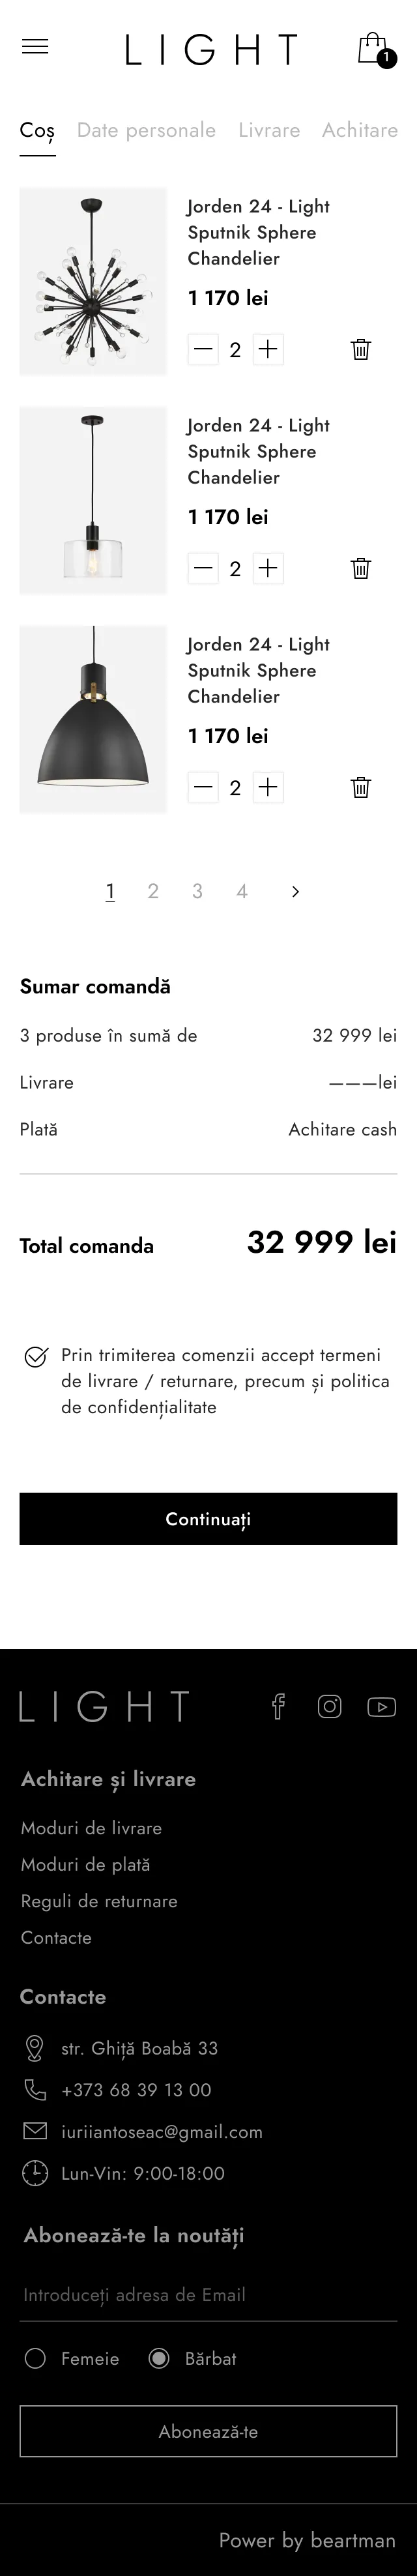 LIGHT
1
Coș Date personale Livrare Achitare
Jorden 24 - Light
Sputnik Sphere
Chandelier
1 170 lei
2
Jorden 24 - Light
Sputnik Sphere
Chandelier
1 170 lei
2
Jorden 24 - Light
Sputnik Sphere
Chandelier
1 170 lei
2
1 2 3 4
Sumar comandă
3 produse în sumă de 32 999 lei
Livrare ———lei
Plată Achitare cash
Total comanda 32 999 lei
Prin trimiterea comenzii accept termeni
de livrare / returnare, precum și politica
de confidențialitate
Continuați
LIGHT
Achitare și livrare
Moduri de livrare
Moduri de plată
Reguli de returnare
Contacte
Contacte
str. Ghiță Boabă 33
+373 68 39 13 00
iuriiantoseac@gmail.com
Lun-Vin: 9:00-18:00
Abonează-te la noutăți
Introduceți adresa de Email
Femeie Bărbat
Abonează-te
Power by beartman